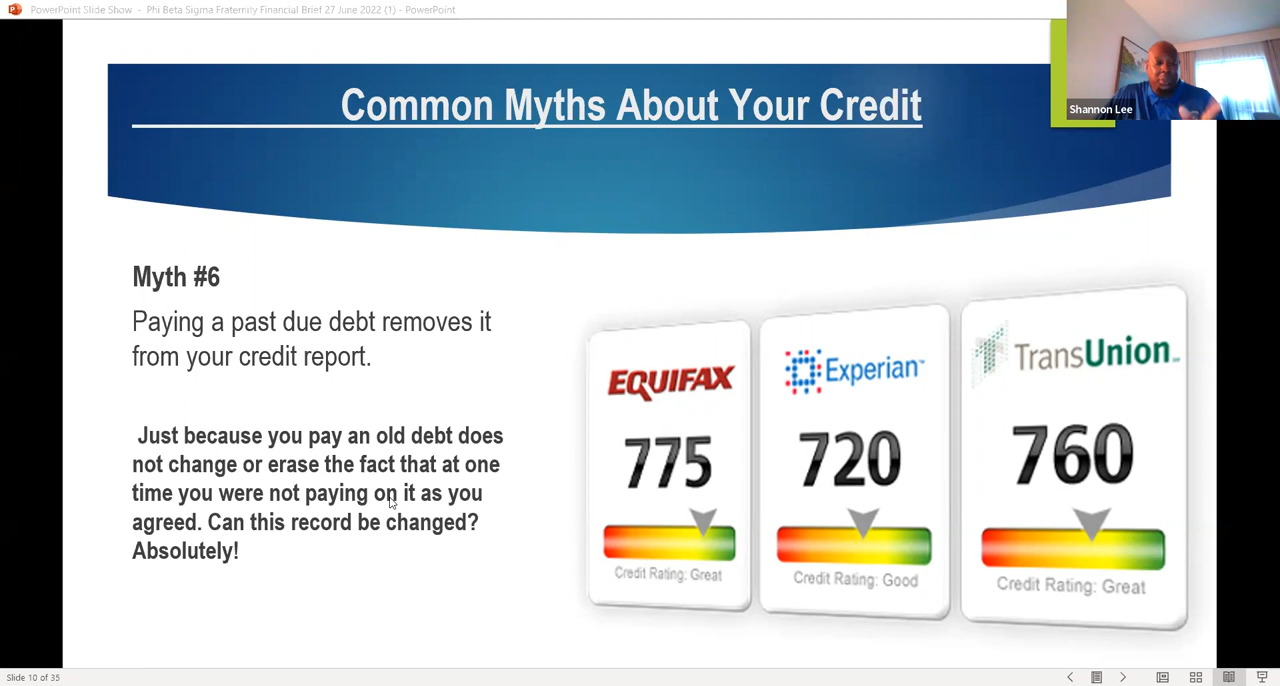 PowerPoint Slide Show - Phi Beta Sigma Fraternity Financial Brief 27 June 2022 (1) - PowerPoint
Shannon Lee
Common Myths About Your Credit
Myth #6
Paying a past due debt removes it
from your credit report.
Just because you pay an old debt does
not change or erase the fact that at one
time you were not paying on it as you
agreed. Can this record be changed?
Absolutely!
EQUIFAX
775
Credit Rating: Great
Experian
720
Credit Rating: Good
TransUnion
760
Credit Rating: Great
Slide 10 of 35